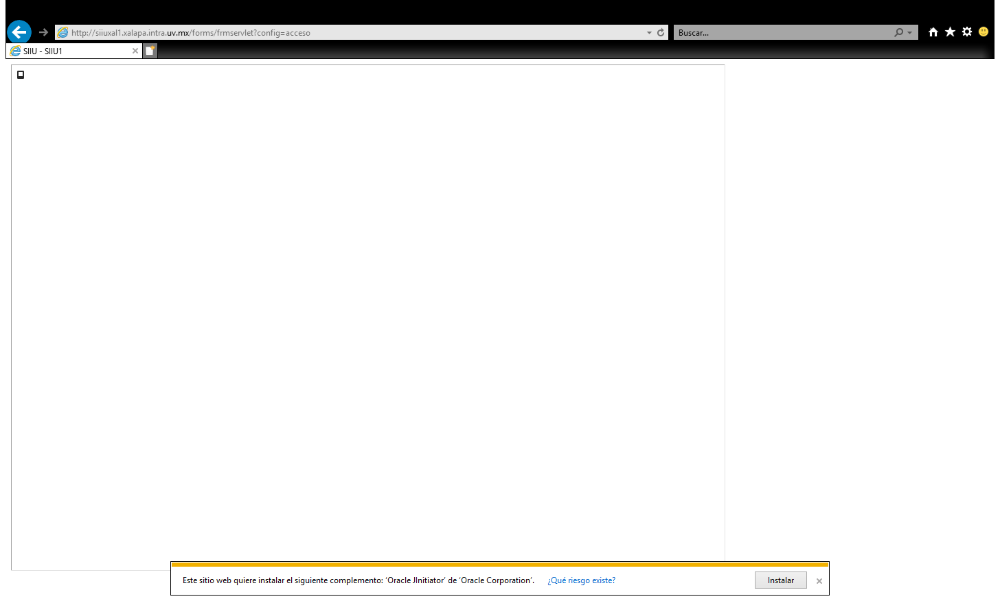 http://siiuxal1.xalapa.intra.uv.mx/forms/frmservlet?config=acceso
Buscar...
SIIU - SIIU1
Este sitio web quiere instalar el siguiente complemento: 'Oracle JInitiator' de 'Oracle Corporation'.
¿Qué riesgo existe?
Instalar